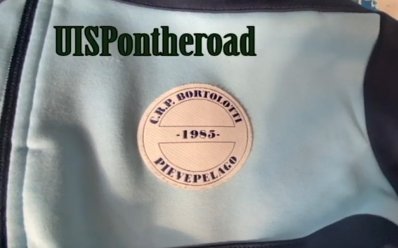 UISPontheroad
C.R.P. BORTOLOTTI
-1985-
PIEVEPELAGO